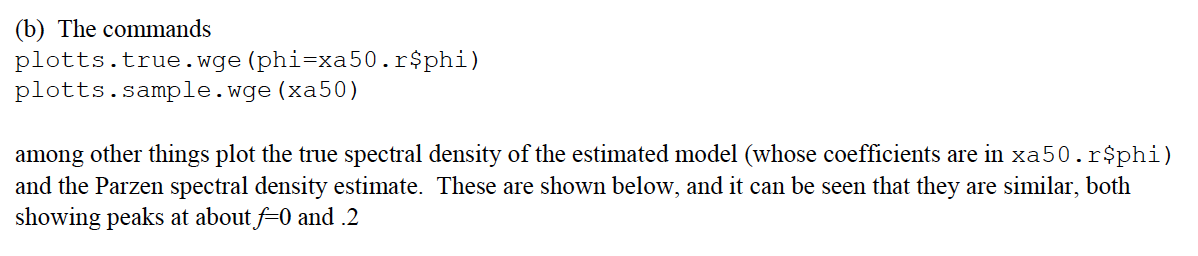 (b) The commands
plotts.true.wge(phi=xa50.r$phi)
plotts.sample.wge(xa50)
among other things plot the true spectral density of the estimated model (whose coefficients are in xa50.r$phi)
and the Parzen spectral density estimate. These are shown below, and it can be seen that they are similar, both
showing peaks at about f=0 and .2